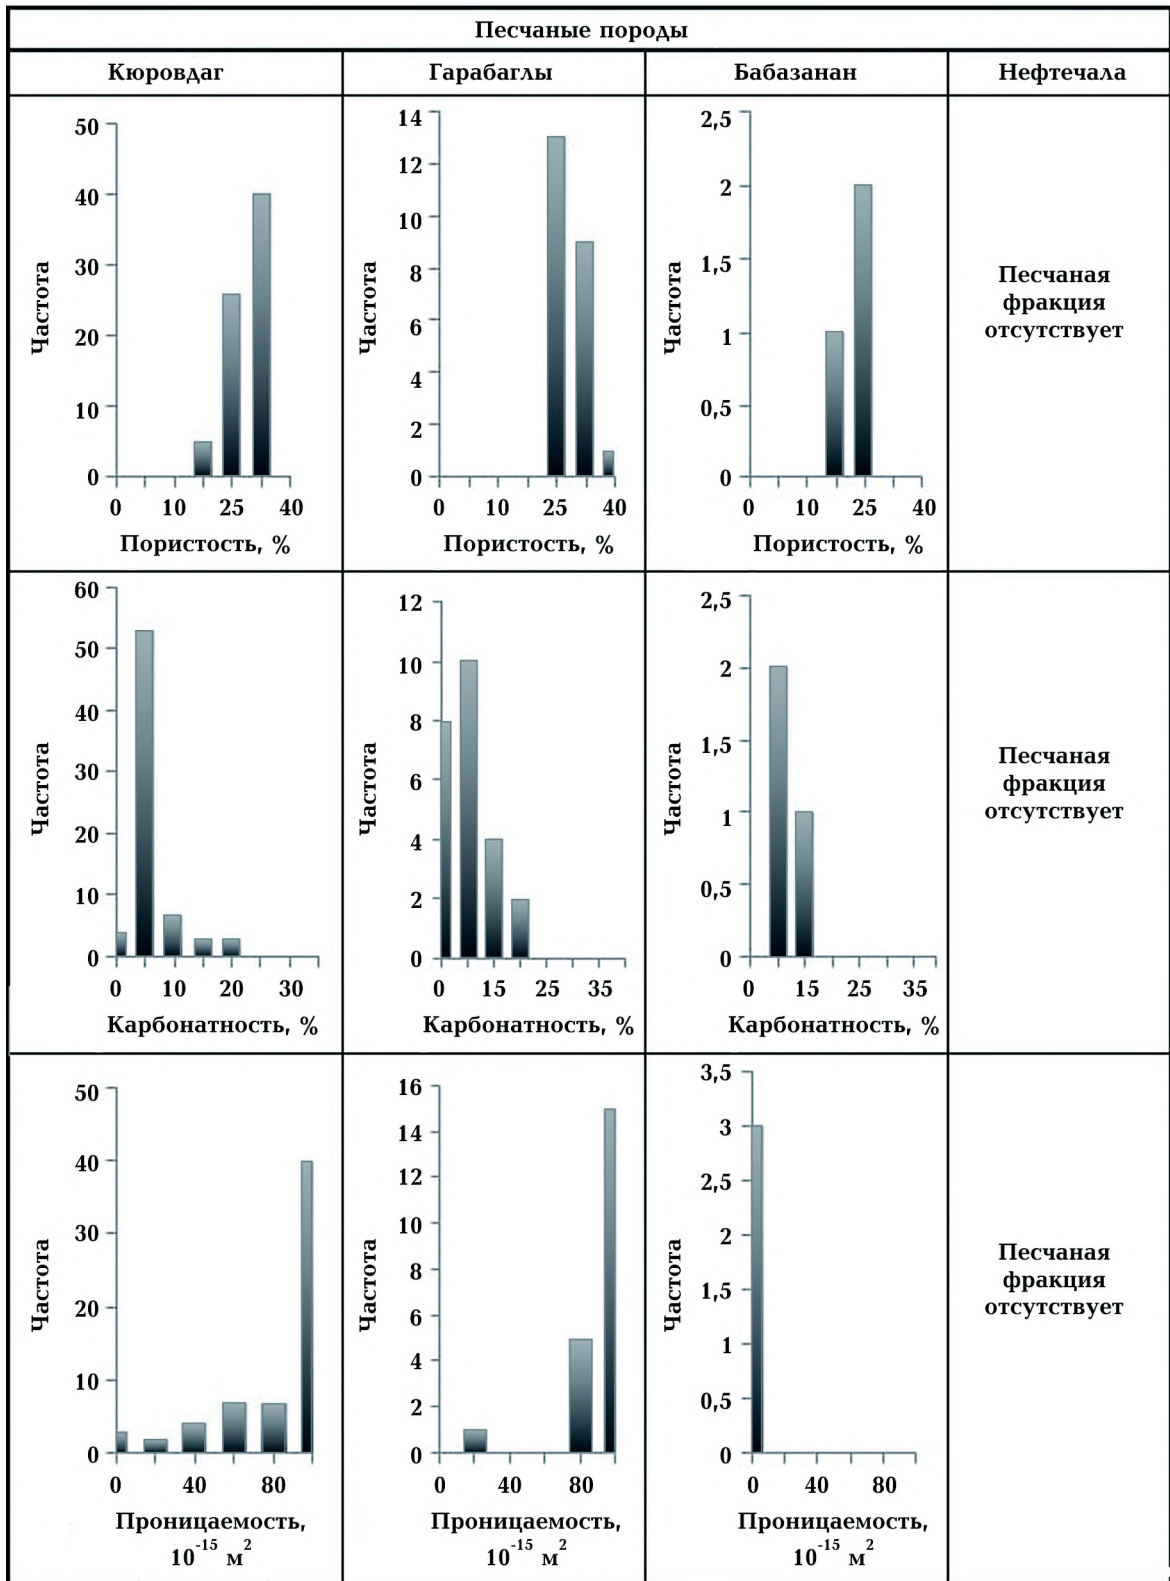 Песчаные породы
Кюровдаг Гарабаглы Бабазанан Нефтечала
Частота
50
40
30
20
10
0
0 10 25 40
Пористость, %
Частота
14
12
10
8
6
4
2
0
0 10 25 40
Пористость, %
Частота
2,5
2
1,5
1
0,5
0
0 10 25 40
Пористость, %
Песчаная
фракция
отсутствует
Частота
60
50
40
30
20
10
0
0 10 20 30
Карбонатность, %
Частота
12
10
8
6
4
2
0
0 15 25 35
Карбонатность, %
Частота
2,5
2
1,5
1
0,5
0
0 15 25 35
Карбонатность, %
Песчаная
фракция
отсутствует
Частота
50
40
30
20
10
0
0 40 80
Проницаемость,
10⁻¹⁵ м²
Частота
16
14
12
10
8
6
4
2
0
0 40 80
Проницаемость,
10⁻¹⁵ м²
Частота
3,5
3
2,5
2
1,5
1
0,5
0
0 40 80
Проницаемость,
10⁻¹⁵ м²
Песчаная
фракция
отсутствует